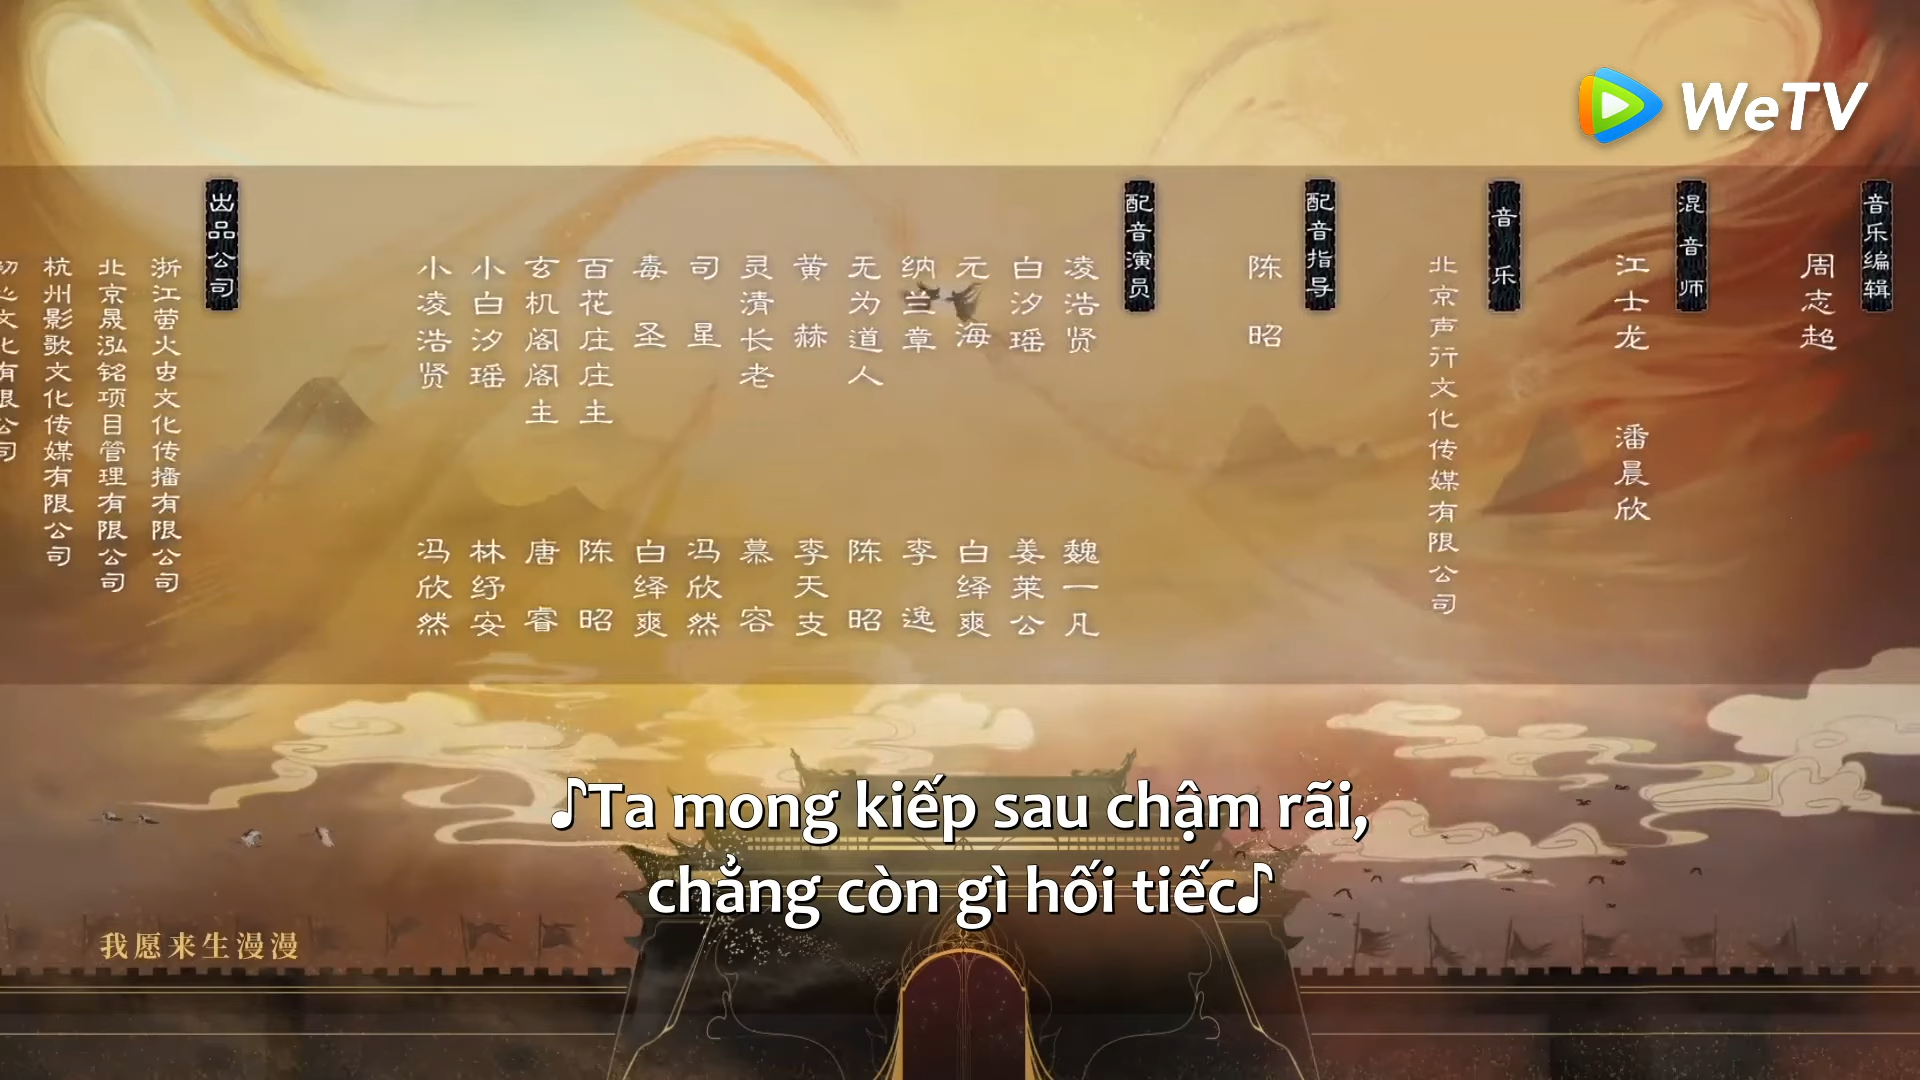 WeTV
音乐编辑
周志超
混音师
江士龙
潘晨欣
音乐
北京声行文化传媒有限公司
配音指导
陈昭
配音演员
凌浩贤 魏一凡
白汐瑶 姜莱公
元海 白绎爽
纳兰章 李逸
无为道人 陈昭
黄赫 李天支
灵清长老 慕容
司星 冯欣然
毒圣 白绎爽
百花庄庄主 陈昭
玄机阁阁主 唐睿
小白汐瑶 林纾安
小凌浩贤 冯欣然
出品公司
浙江萤火虫文化传播有限公司
北京晟泓铭项目管理有限公司
杭州影歌文化传媒有限公司
文化有限公司
♪Ta mong kiếp sau chậm rãi,
chẳng còn gì hối tiếc♪
我愿来生漫漫